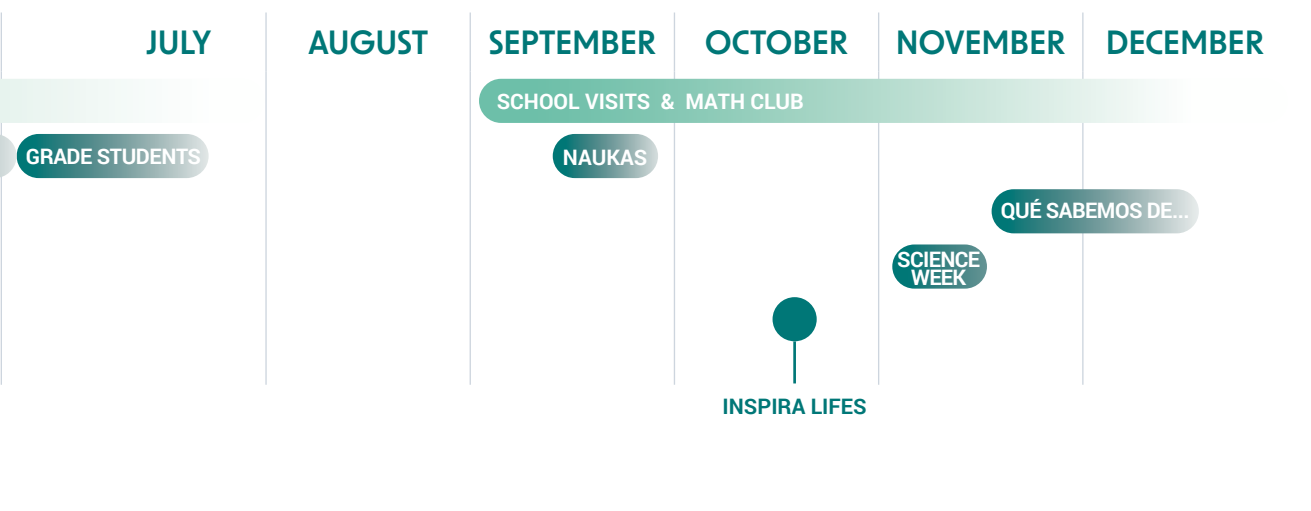 JULY AUGUST SEPTEMBER OCTOBER NOVEMBER DECEMBER
SCHOOL VISITS & MATH CLUB
GRADE STUDENTS NAUKAS
QUÉ SABEMOS DE...
SCIENCE
WEEK
INSPIRA LIFES